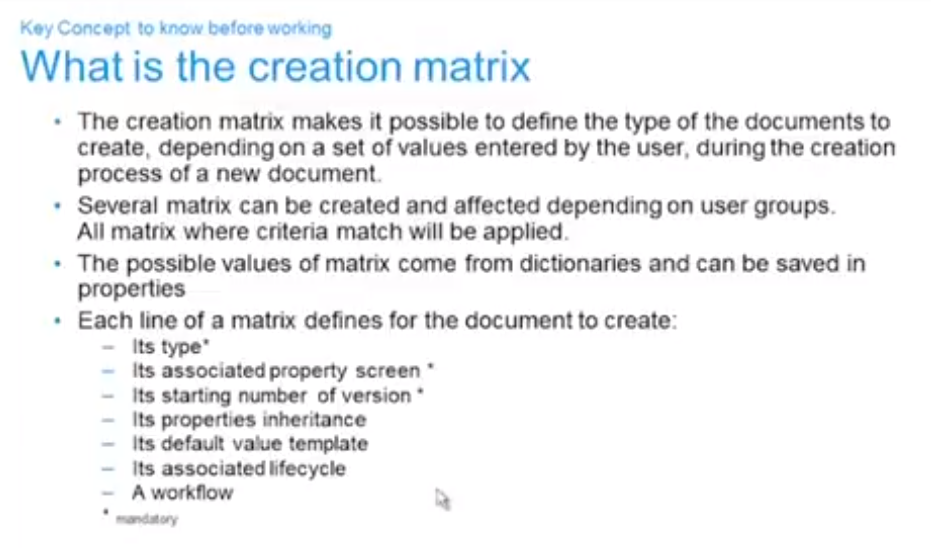 Key Concept to know before working
What is the creation matrix
• The creation matrix makes it possible to define the type of the documents to
create, depending on a set of values entered by the user, during the creation
process of a new document.
• Several matrix can be created and affected depending on user groups.
All matrix where criteria match will be applied.
• The possible values of matrix come from dictionaries and can be saved in
properties
• Each line of a matrix defines for the document to create:
– Its type*
– Its associated property screen *
– Its starting number of version *
– Its properties inheritance
– Its default value template
– Its associated lifecycle
– A workflow
* mandatory